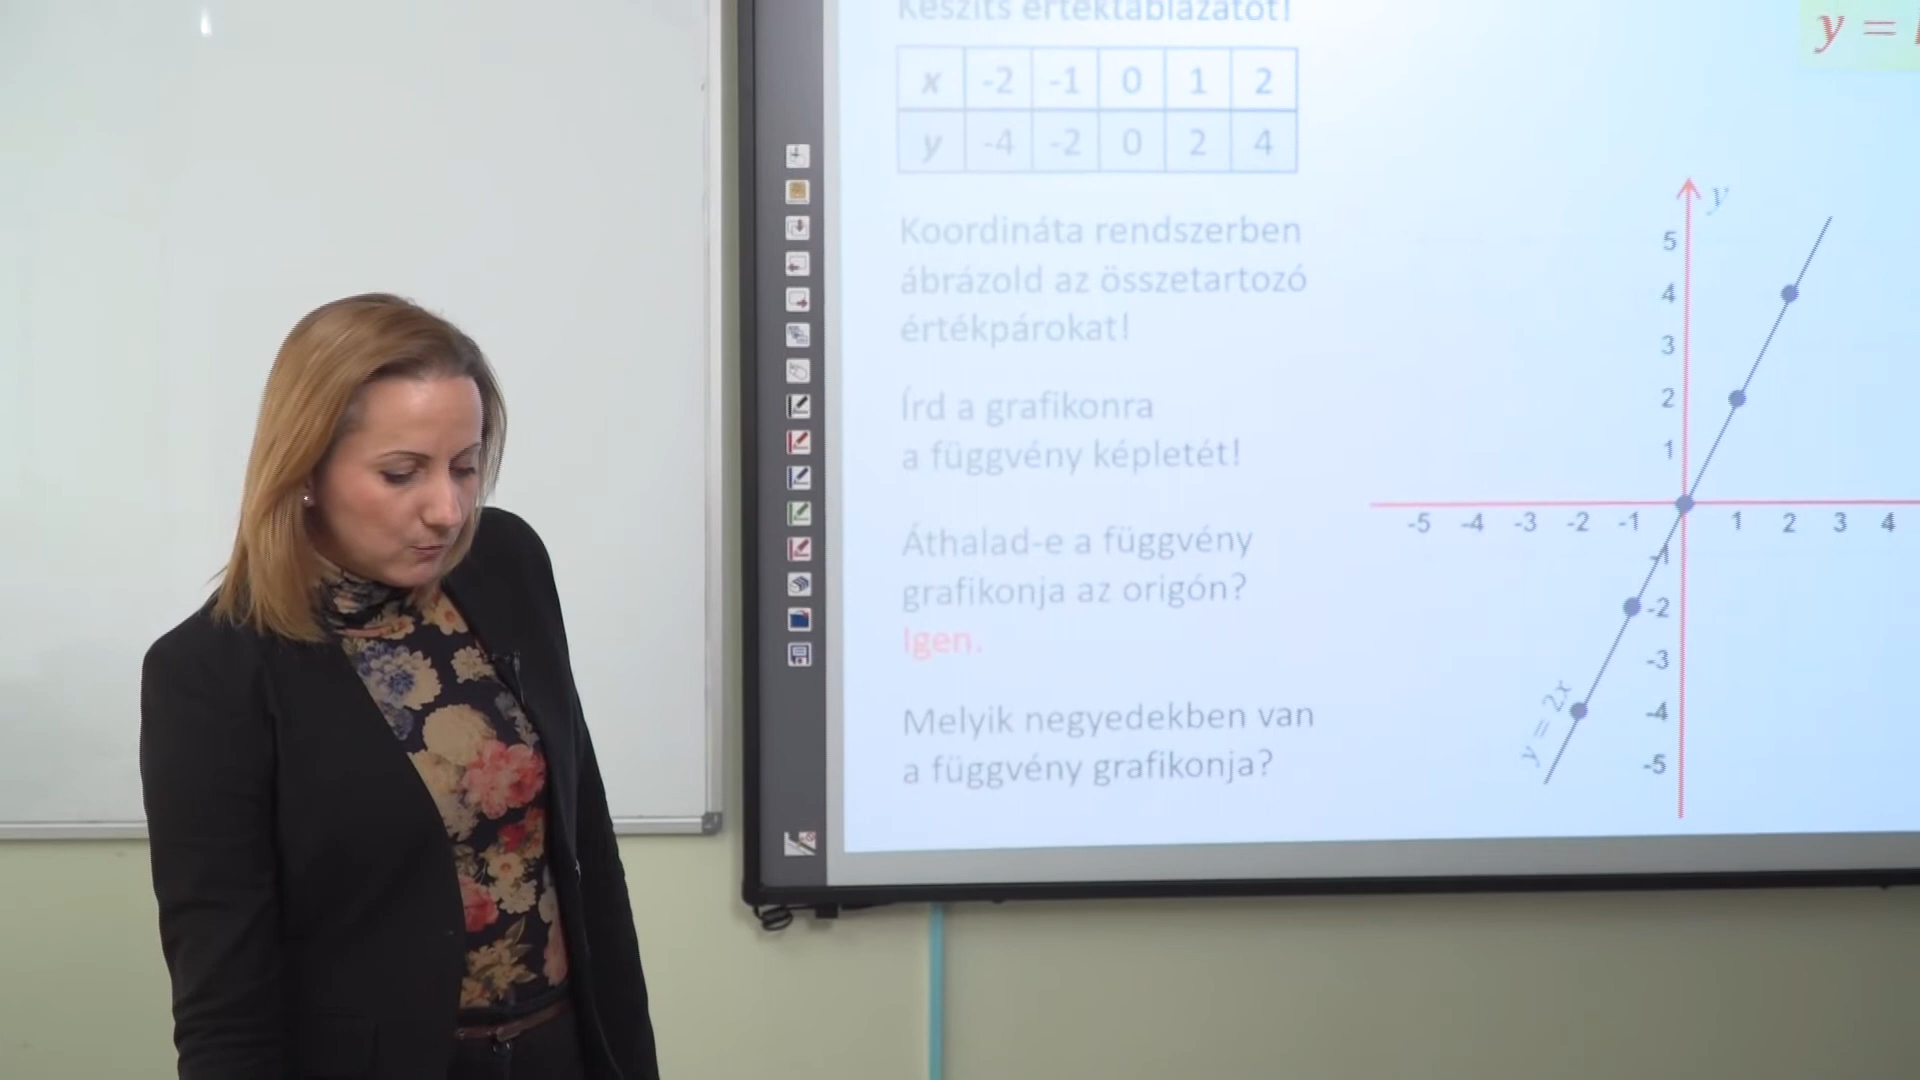 Készíts értéktáblázatot!
y =
x -2 -1 0 1 2
y -4 -2 0 2 4
Koordináta rendszerben
ábrázold az összetartozó
értékpárokat!
Írd a grafikonra
a függvény képletét!
Áthalad-e a függvény
grafikonja az origón?
Igen.
Melyik negyedekben van
a függvény grafikonja?
y
5
4
3
2
1
-5 -4 -3 -2 -1 1 2 3 4
-1
-2
-3
-4
-5
y = 2x